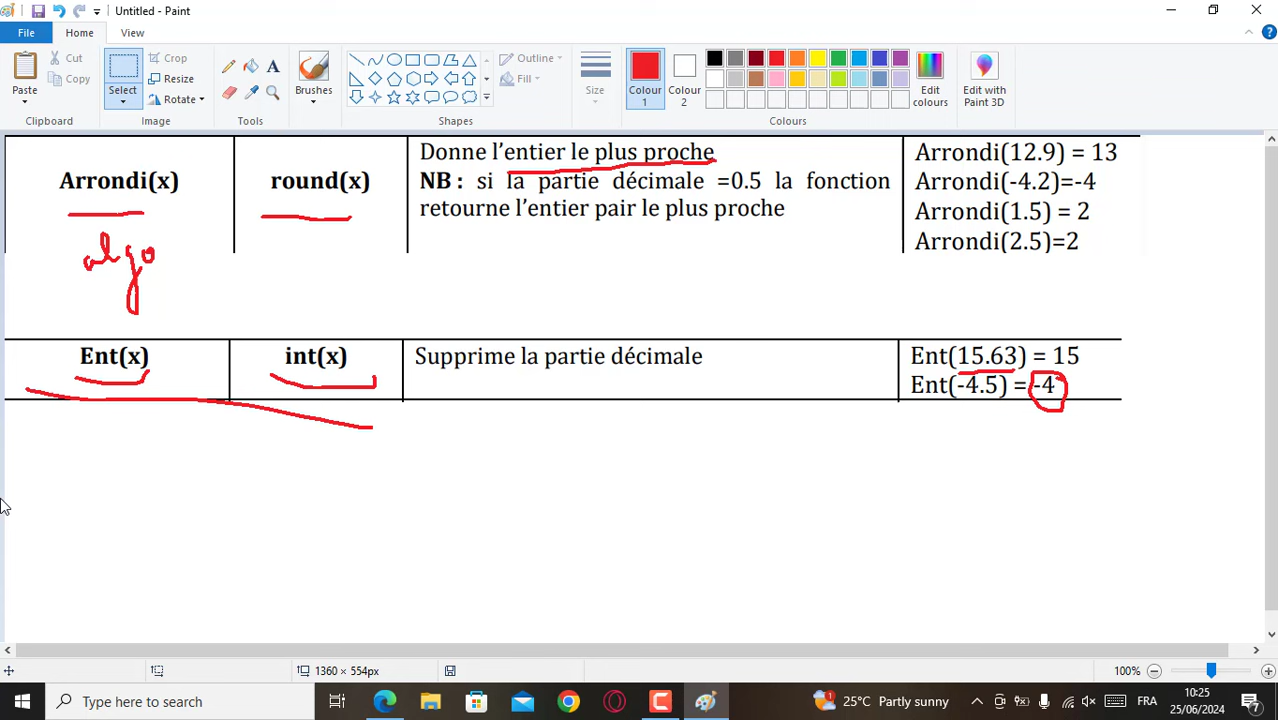 Untitled - Paint
File Home View
Paste
Cut
Copy
Clipboard
Select
Crop
Resize
Rotate
Image
Tools
Brushes
Shapes
Outline
Fill
Size
Colour 1
Colour 2
Edit colours
Colours
Edit with Paint 3D
Arrondi(x)
algo
round(x)
Donne l'entier le plus proche
NB : si la partie décimale =0.5 la fonction
retourne l'entier pair le plus proche
Arrondi(12.9) = 13
Arrondi(-4.2)=-4
Arrondi(1.5) = 2
Arrondi(2.5)=2
Ent(x)
int(x)
Supprime la partie décimale
Ent(15.63) = 15
Ent(-4.5) = -4
1360 × 554px
100%
Type here to search
25°C Partly sunny
FRA
10:25
25/06/2024
7